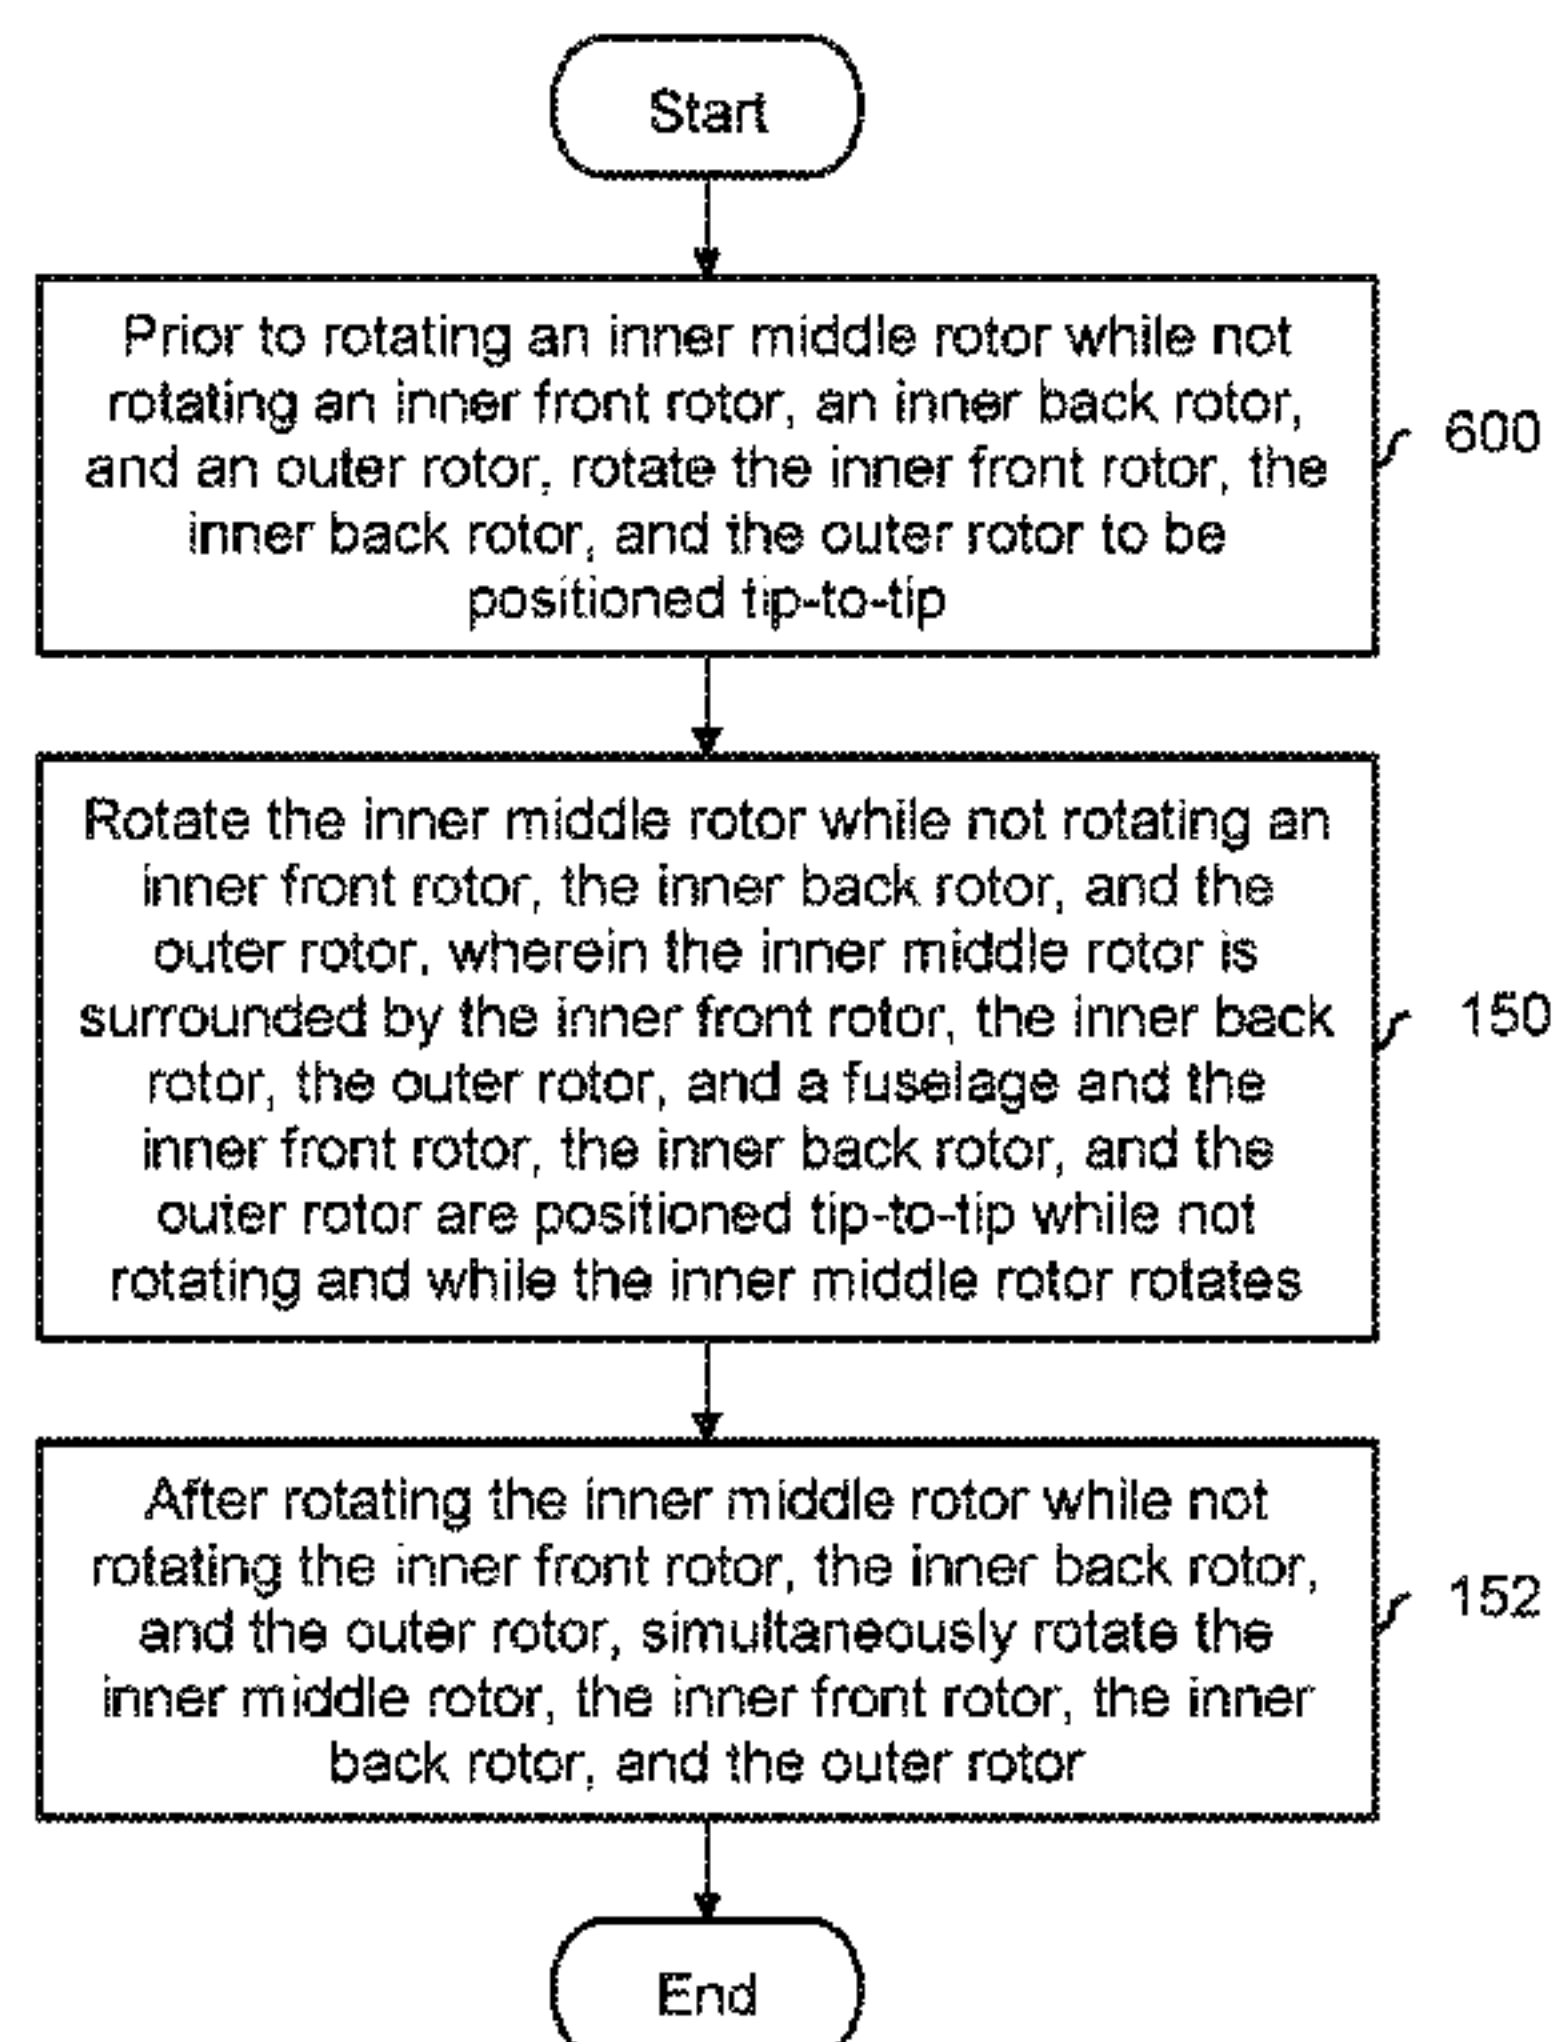 Start
Prior to rotating an inner middle rotor while not
rotating an inner front rotor, an inner back rotor,
and an outer rotor, rotate the inner front rotor, the
inner back rotor, and the outer rotor to be
positioned tip-to-tip
600
Rotate the inner middle rotor while not rotating an
inner front rotor, the inner back rotor, and the
outer rotor, wherein the inner middle rotor is
surrounded by the inner front rotor, the inner back
rotor, the outer rotor, and a fuselage and the
inner front rotor, the inner back rotor, and the
outer rotor are positioned tip-to-tip while not
rotating and while the inner middle rotor rotates
150
After rotating the inner middle rotor while not
rotating the inner front rotor, the inner back rotor,
and the outer rotor, simultaneously rotate the
inner middle rotor, the inner front rotor, the inner
back rotor, and the outer rotor
152
End